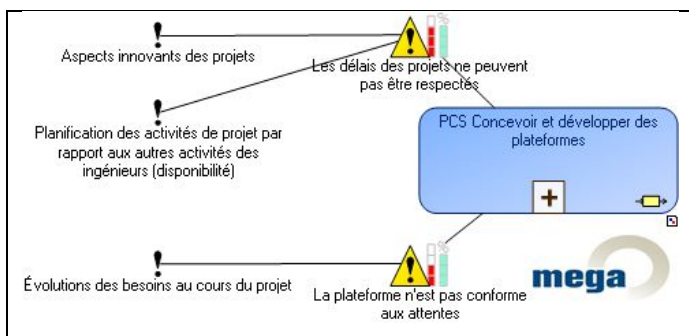 %
Aspects innovants des projets
Les délais des projets ne peuvent
pas être respectés
Planification des activités de projet par
rapport aux autres activités des
ingénieurs (disponibilité)
PCS Concevoir et développer des
plateformes
%
Évolutions des besoins au cours du projet
La plateforme n'est pas conforme
aux attentes
mega